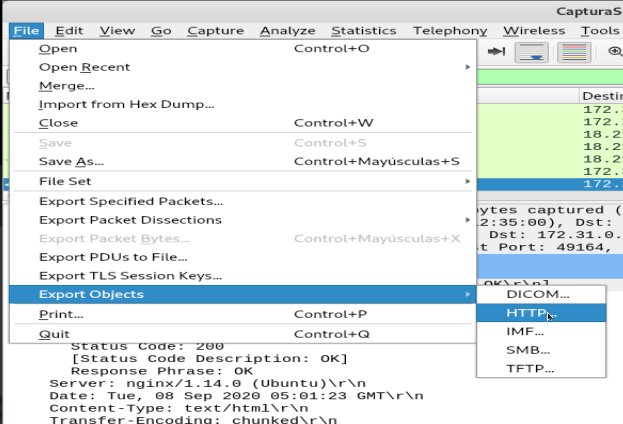 CapturaS
File Edit View Go Capture Analyze Statistics Telephony Wireless Tools
Open Control+O
Open Recent
Merge...
Import from Hex Dump...
Close Control+W
Save Control+S
Save As... Control+Mayúsculas+S
File Set
Export Specified Packets...
Export Packet Dissections
Export Packet Bytes... Control+Mayúsculas+X
Export PDUs to File...
Export TLS Session Keys...
Export Objects
Print... Control+P
Quit Control+Q
DICOM...
HTTP...
IMF...
SMB...
TFTP...
Destin
172.
172.
18.2
18.2
18.2
172.
172.
ytes captured (
2:35:00), Dst:
Dst: 172.31.0.
t Port: 49164,
OK\r\n]
Status Code: 200
[Status Code Description: OK]
Response Phrase: OK
Server: nginx/1.14.0 (Ubuntu)\r\n
Date: Tue, 08 Sep 2020 05:01:23 GMT\r\n
Content-Type: text/html\r\n
Transfer-Encoding: chunked\r\n